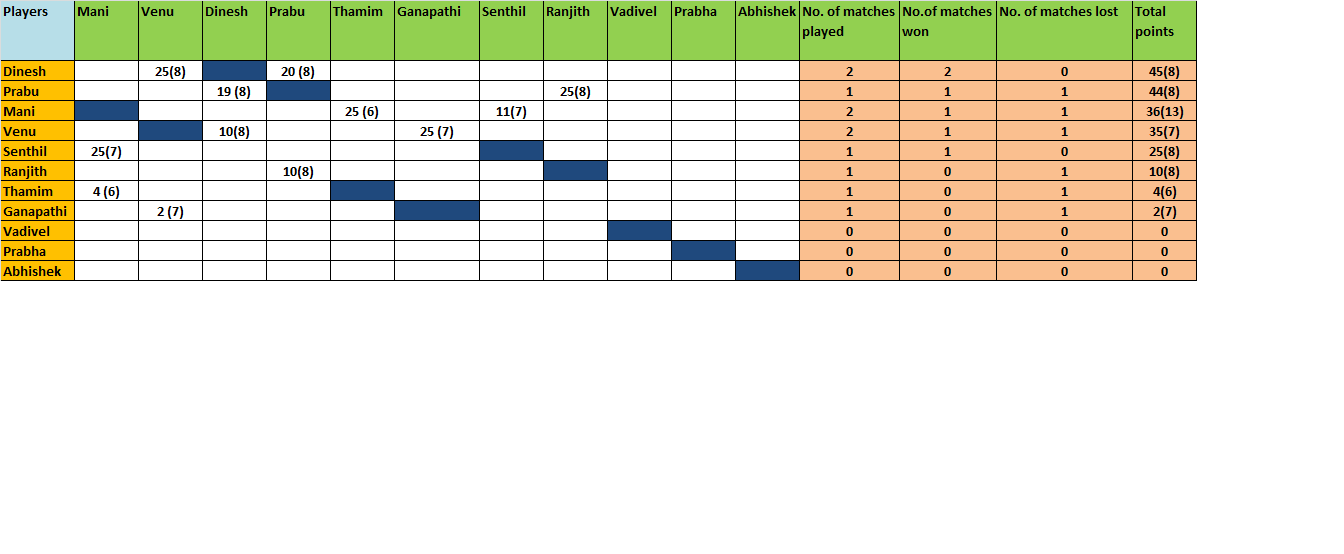 Players Mani Venu Dinesh Prabu Thamim Ganapathi Senthil Ranjith Vadivel Prabha Abhishek No. of matches played No.of matches won No. of matches lost Total points
Dinesh 25(8) 20 (8) 2 2 0 45(8)
Prabu 19 (8) 25(8) 1 1 1 44(8)
Mani 25 (6) 11(7) 2 1 1 36(13)
Venu 10(8) 25 (7) 2 1 1 35(7)
Senthil 25(7) 1 1 0 25(8)
Ranjith 10(8) 1 0 1 10(8)
Thamim 4 (6) 1 0 1 4(6)
Ganapathi 2 (7) 1 0 1 2(7)
Vadivel 0 0 0 0
Prabha 0 0 0 0
Abhishek 0 0 0 0